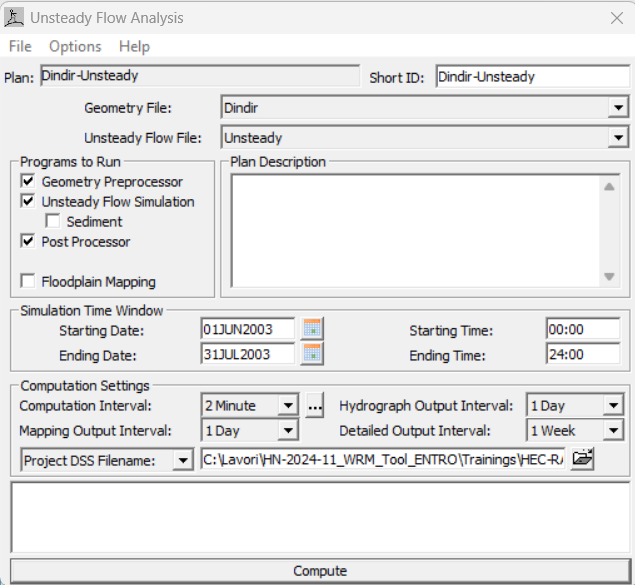 Unsteady Flow Analysis
File Options Help
Plan: Dindir-Unsteady Short ID: Dindir-Unsteady
Geometry File: Dindir
Unsteady Flow File: Unsteady
Programs to Run Plan Description
Geometry Preprocessor
Unsteady Flow Simulation
Sediment
Post Processor
Floodplain Mapping
Simulation Time Window
Starting Date: 01JUN2003 Starting Time: 00:00
Ending Date: 31JUL2003 Ending Time: 24:00
Computation Settings
Computation Interval: 2 Minute ... Hydrograph Output Interval: 1 Day
Mapping Output Interval: 1 Day Detailed Output Interval: 1 Week
Project DSS Filename: C:\Lavori\HN-2024-11_WRM_Tool_ENTRO\Trainings\HEC-RA
Compute